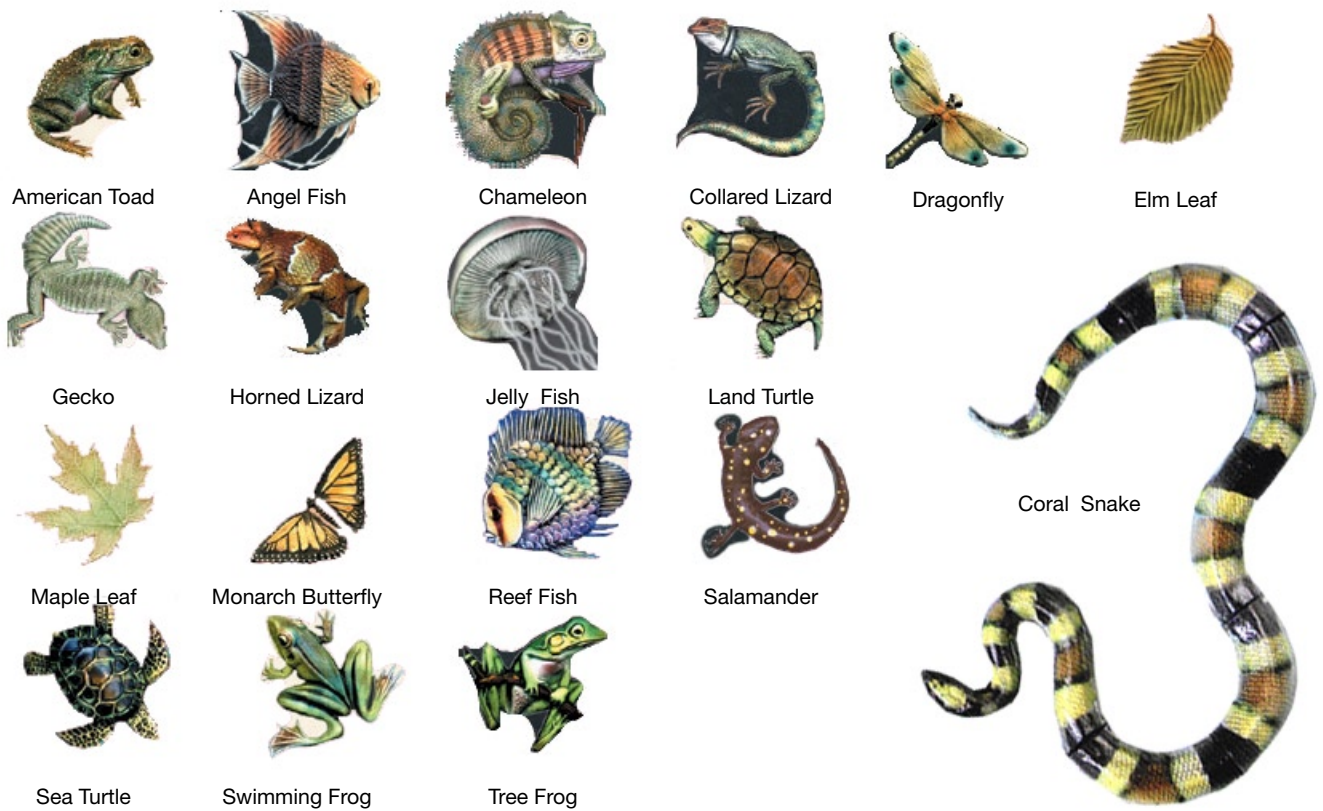 American Toad
Angel Fish
Chameleon
Collared Lizard
Dragonfly
Elm Leaf
Gecko
Horned Lizard
Jelly  Fish
Land Turtle
Coral  Snake
Maple Leaf
Monarch Butterfly
Reef Fish
Salamander
Sea Turtle
Swimming Frog
Tree Frog